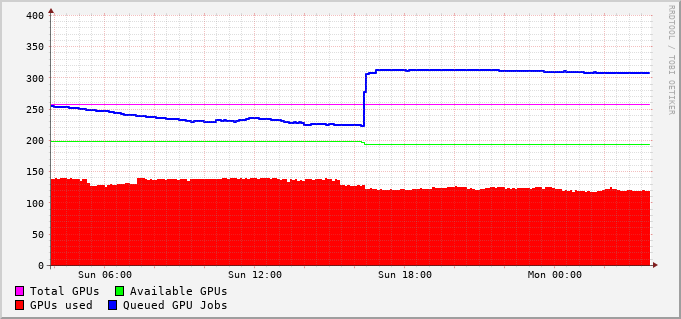 400
350
300
250
200
150
100
50
0
Sun 06:00 Sun 12:00 Sun 18:00 Mon 00:00
Total GPUs Available GPUs
GPUs used Queued GPU Jobs
RRDTOOL / TOBI OETIKER